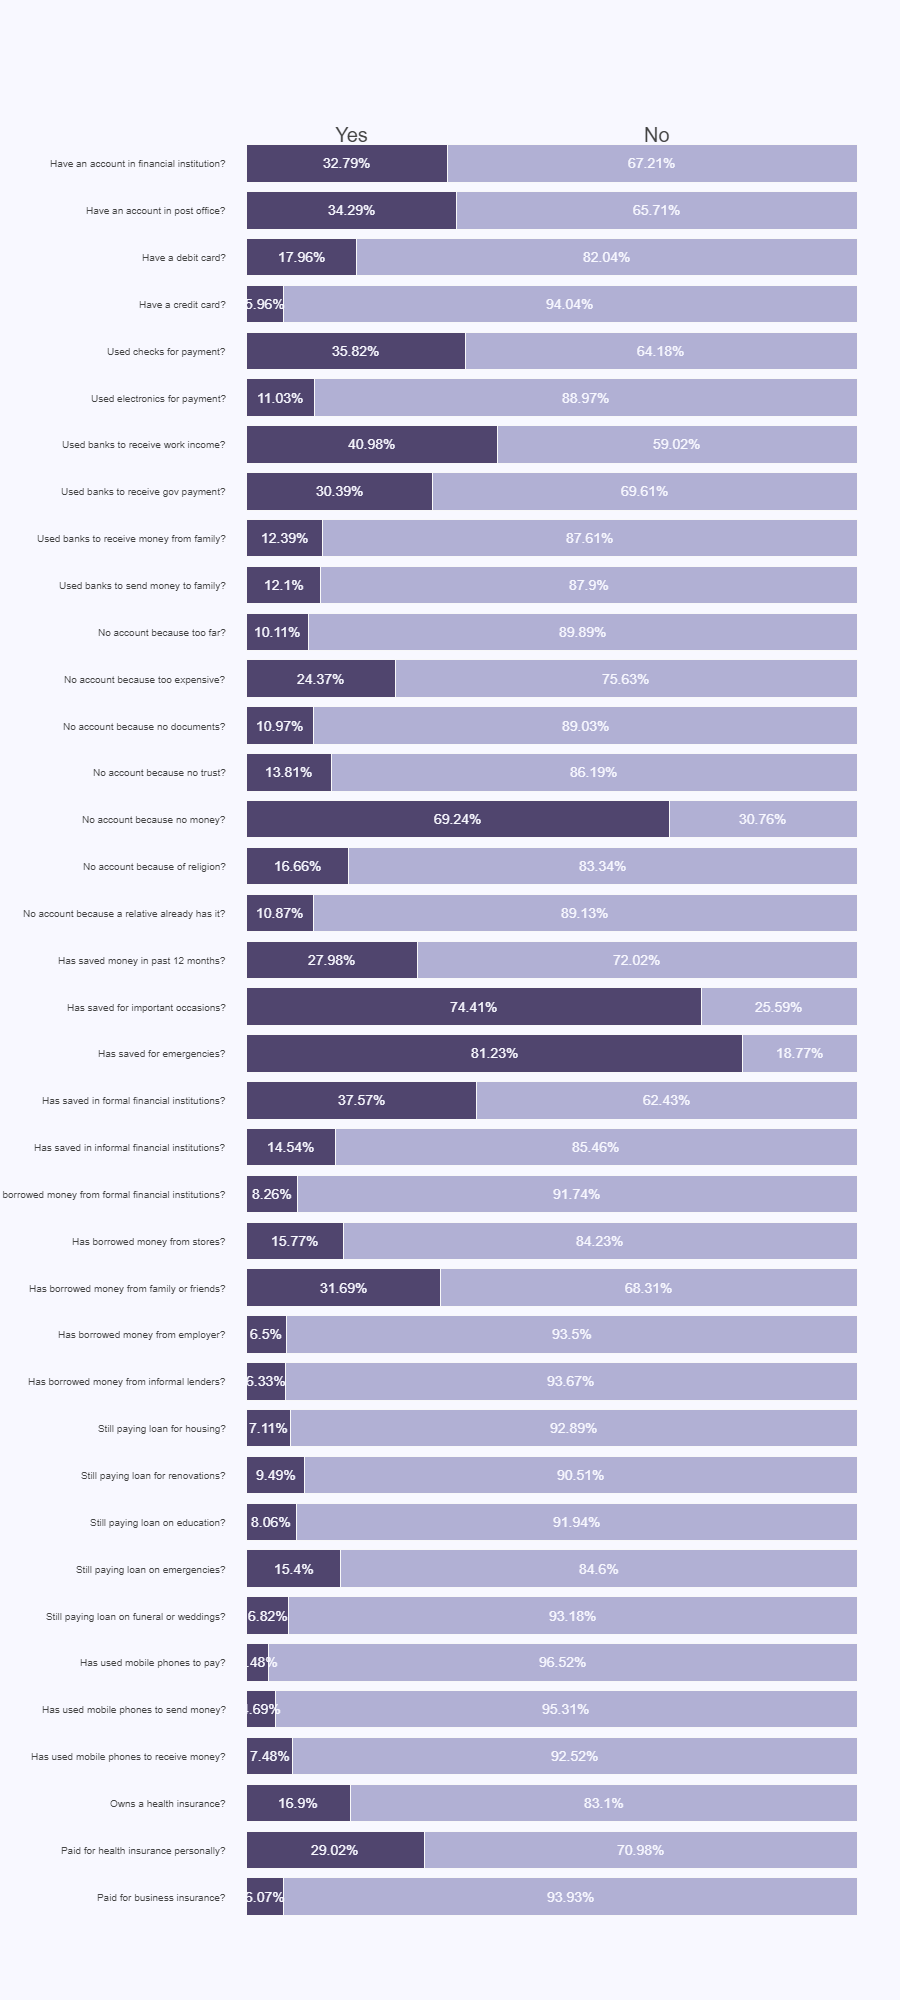 Yes No
Have an account in financial institution? 32.79% 67.21%
Have an account in post office? 34.29% 65.71%
Have a debit card? 17.96% 82.04%
Have a credit card? 5.96% 94.04%
Used checks for payment? 35.82% 64.18%
Used electronics for payment? 11.03% 88.97%
Used banks to receive work income? 40.98% 59.02%
Used banks to receive gov payment? 30.39% 69.61%
Used banks to receive money from family? 12.39% 87.61%
Used banks to send money to family? 12.1% 87.9%
No account because too far? 10.11% 89.89%
No account because too expensive? 24.37% 75.63%
No account because no documents? 10.97% 89.03%
No account because no trust? 13.81% 86.19%
No account because no money? 69.24% 30.76%
No account because of religion? 16.66% 83.34%
No account because a relative already has it? 10.87% 89.13%
Has saved money in past 12 months? 27.98% 72.02%
Has saved for important occasions? 74.41% 25.59%
Has saved for emergencies? 81.23% 18.77%
Has saved in formal financial institutions? 37.57% 62.43%
Has saved in informal financial institutions? 14.54% 85.46%
borrowed money from formal financial institutions? 8.26% 91.74%
Has borrowed money from stores? 15.77% 84.23%
Has borrowed money from family or friends? 31.69% 68.31%
Has borrowed money from employer? 6.5% 93.5%
Has borrowed money from informal lenders? 6.33% 93.67%
Still paying loan for housing? 7.11% 92.89%
Still paying loan for renovations? 9.49% 90.51%
Still paying loan on education? 8.06% 91.94%
Still paying loan on emergencies? 15.4% 84.6%
Still paying loan on funeral or weddings? 6.82% 93.18%
Has used mobile phones to pay? .48% 96.52%
Has used mobile phones to send money? .69% 95.31%
Has used mobile phones to receive money? 7.48% 92.52%
Owns a health insurance? 16.9% 83.1%
Paid for health insurance personally? 29.02% 70.98%
Paid for business insurance? 6.07% 93.93%